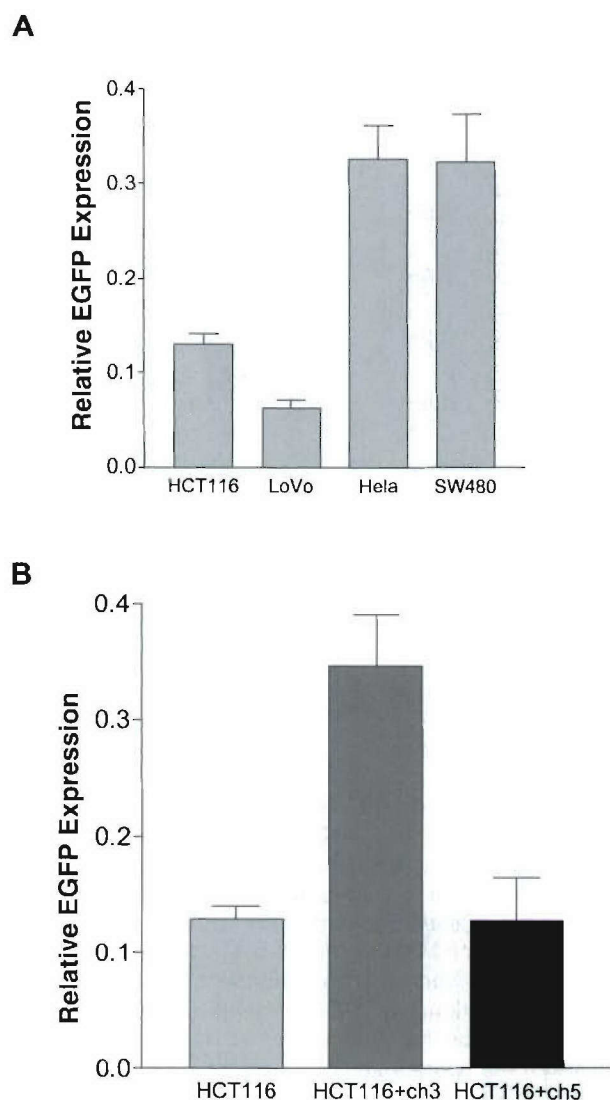 A
Relative EGFP Expression
0.4
0.3
0.2
0.1
0.0
HCT116 LoVo Hela SW480
B
Relative EGFP Expression
0.4
0.3
0.2
0.1
0.0
HCT116 HCT116+ch3 HCT116+ch5